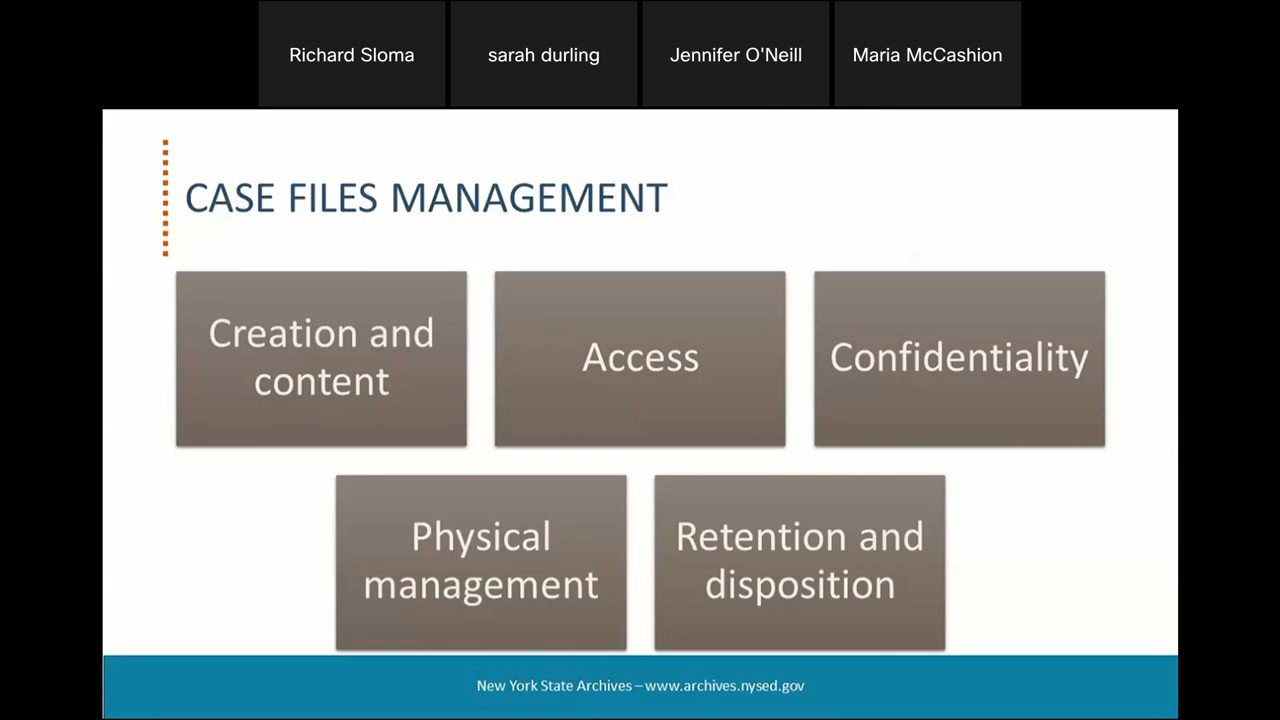 Richard Sloma
sarah durling
Jennifer O'Neill
Maria McCashion
CASE FILES MANAGEMENT
Creation and
content
Access
Confidentiality
Physical
management
Retention and
disposition
New York State Archives – www.archives.nysed.gov